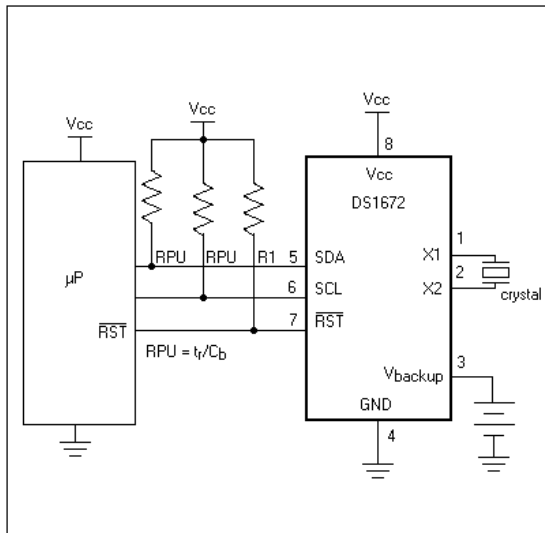 Vcc
Vcc
Vcc
8
Vcc
DS1672
RPU
RPU
R1
5
SDA
X1
1
µP
6
SCL
X2
2
crystal
RST
7
RST
RPU = tr/Cb
Vbackup
3
GND
4